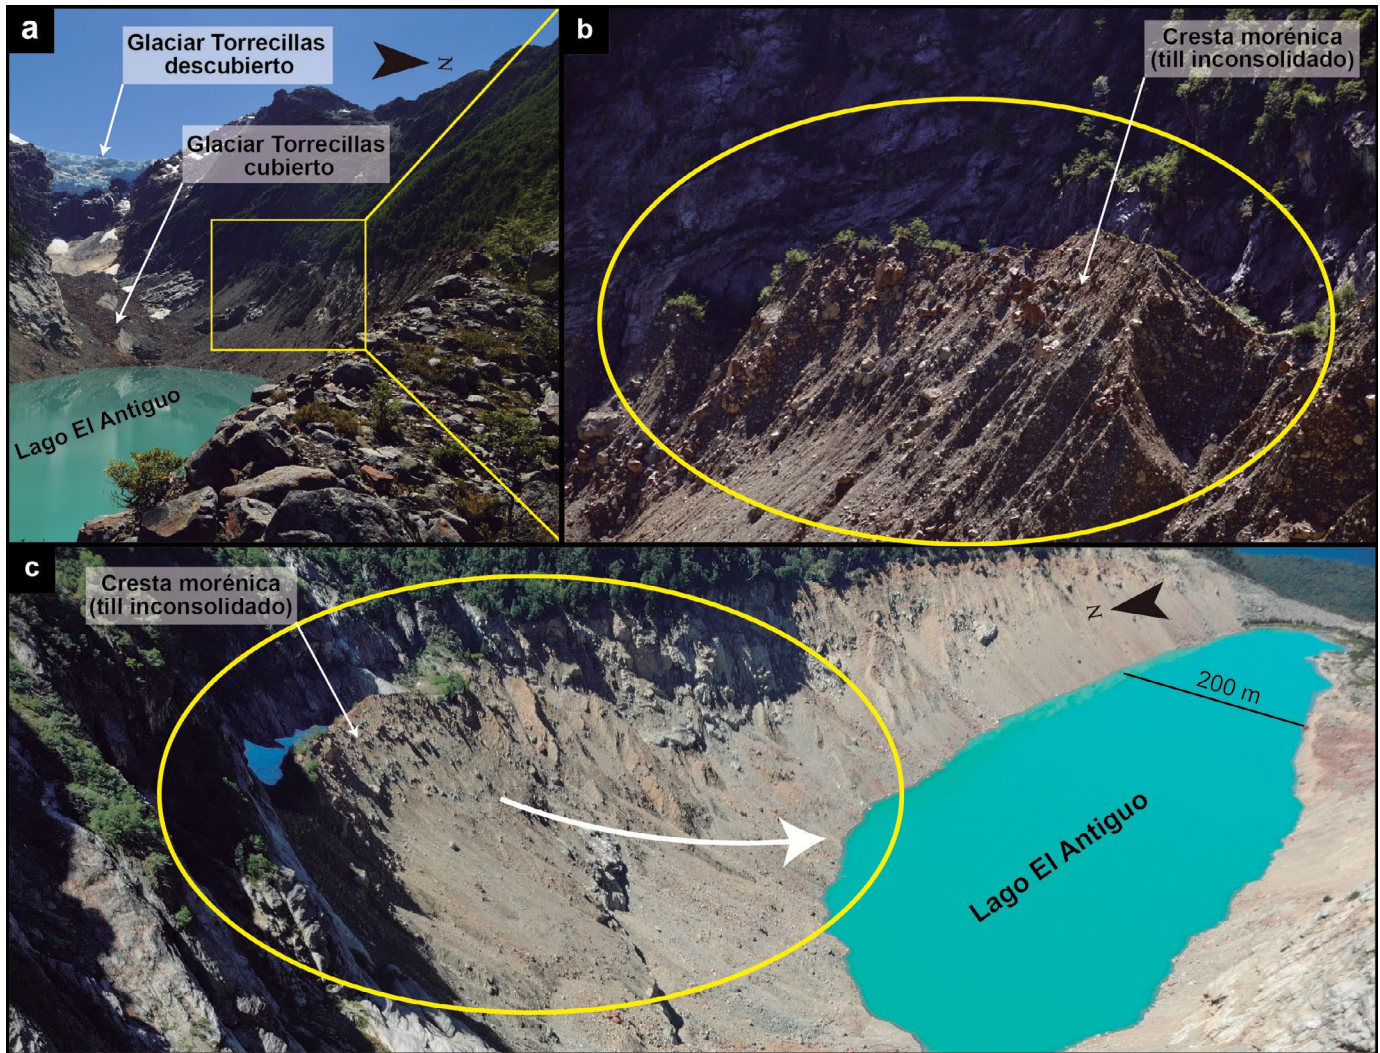 a
Glaciar Torrecillas
descubierto
N
Glaciar Torrecillas
cubierto
Lago El Antiguo
b
Cresta morénica
(till inconsolidado)
c
Cresta morénica
(till inconsolidado)
N
200 m
Lago El Antiguo